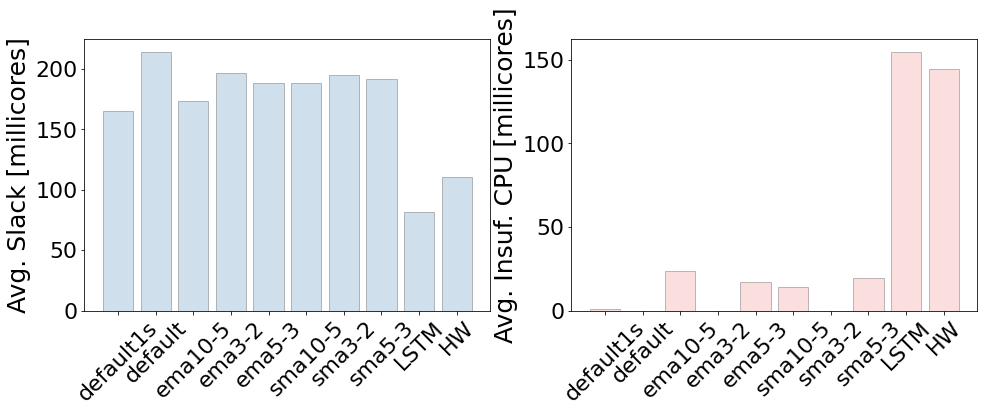 Avg. Slack [millicores]
200
150
100
50
0
default1s
default
ema10-5
ema3-2
ema5-3
sma10-5
sma3-2
sma5-3
LSTM
HW
Avg. Insuf. CPU [millicores]
150
100
50
0
default1s
default
ema10-5
ema3-2
ema5-3
sma10-5
sma3-2
sma5-3
LSTM
HW